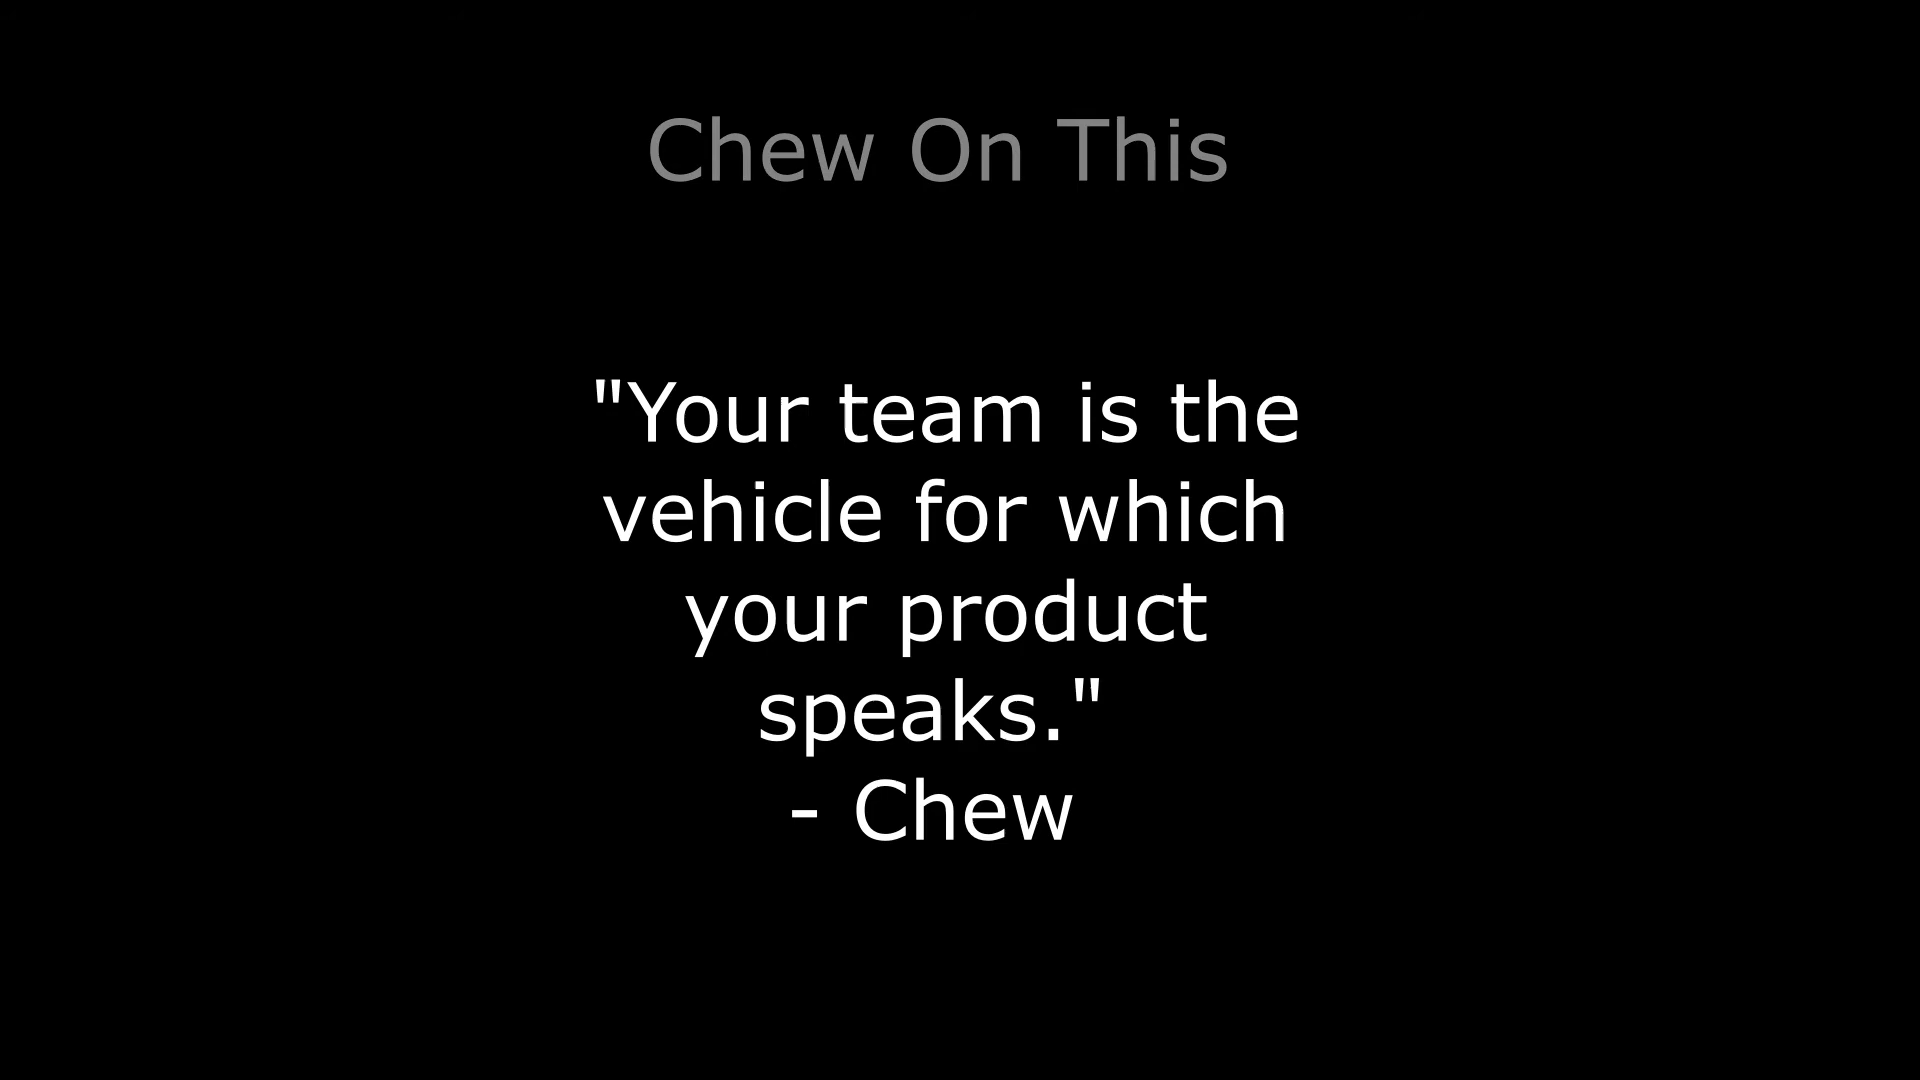 Chew On This
"Your team is the
vehicle for which
your product
speaks."
- Chew